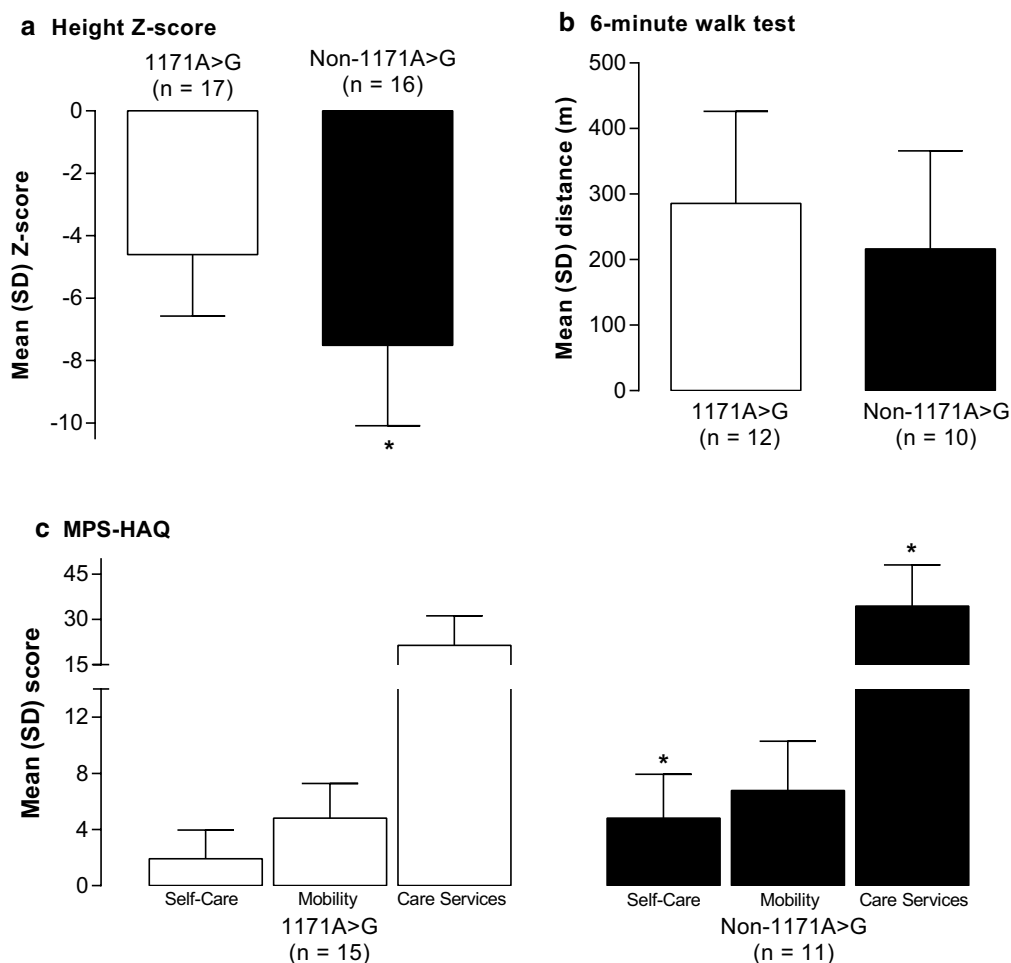 a Height Z-score
1171A>G
(n = 17)
Non-1171A>G
(n = 16)
Mean (SD) Z-score
0
-2
-4
-6
-8
-10
*
b 6-minute walk test
Mean (SD) distance (m)
500
400
300
200
100
0
1171A>G
(n = 12)
Non-1171A>G
(n = 10)
c MPS-HAQ
Mean (SD) score
45
30
15
12
8
4
0
Self-Care
Mobility
Care Services
1171A>G
(n = 15)
*
*
Self-Care
Mobility
Care Services
Non-1171A>G
(n = 11)